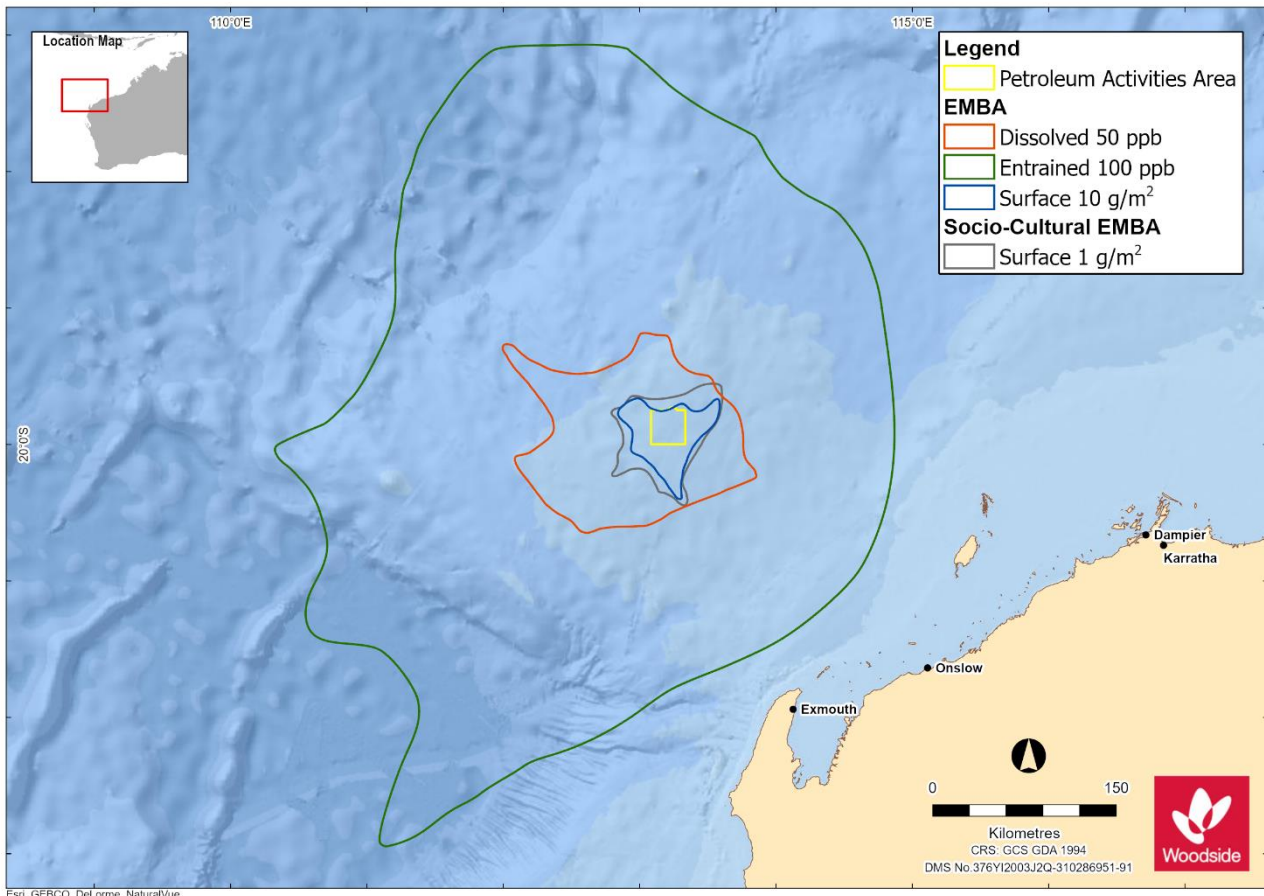 110°0'E
115°0'E
Location Map
Legend
Petroleum Activities Area
EMBA
Dissolved 50 ppb
Entrained 100 ppb
Surface 10 g/m²
Socio-Cultural EMBA
Surface 1 g/m²
20°0'S
Dampier
Karratha
Onslow
Exmouth
0 150
Kilometres
CRS: GCS GDA 1994
DMS No.376YI2003J2Q-310286951-91
Woodside
Esri, GEBCO, DeLorme, NaturalVue